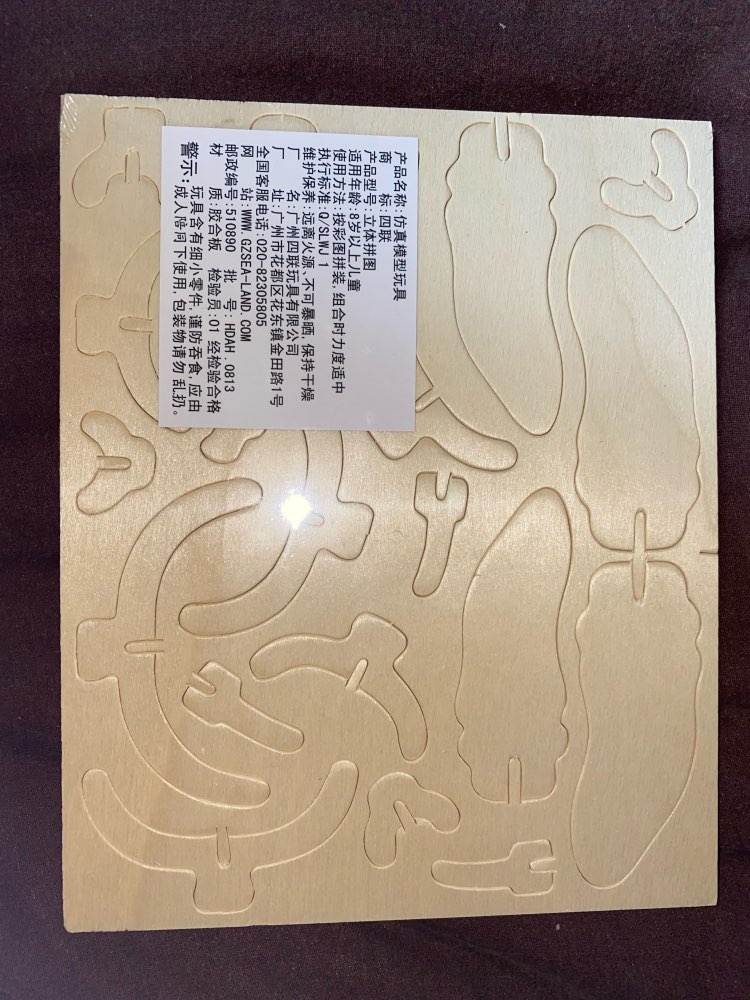 产品名称:仿真模型玩具
商 标:四联
产品型号:立体拼图
适用年龄:8岁以上儿童
使用方法:按彩图拼装,组合时力度适中
执行标准:Q/SLWJ 1
维护保养:远离火源、不可暴晒,保持干燥
厂 名:广州四联玩具有限公司
厂 址:广州市花都区花东镇金田路1号
全国客服电话:020-82305805
网 站:WWW.GZSEA-LAND.COM
邮政编号:510890 批 号:HDAH.0813
材 质:胶合板 检验员:01 经检验合格
警示:玩具含有细小零件,谨防吞食,应由
成人陪同下使用,包装物请勿乱扔。